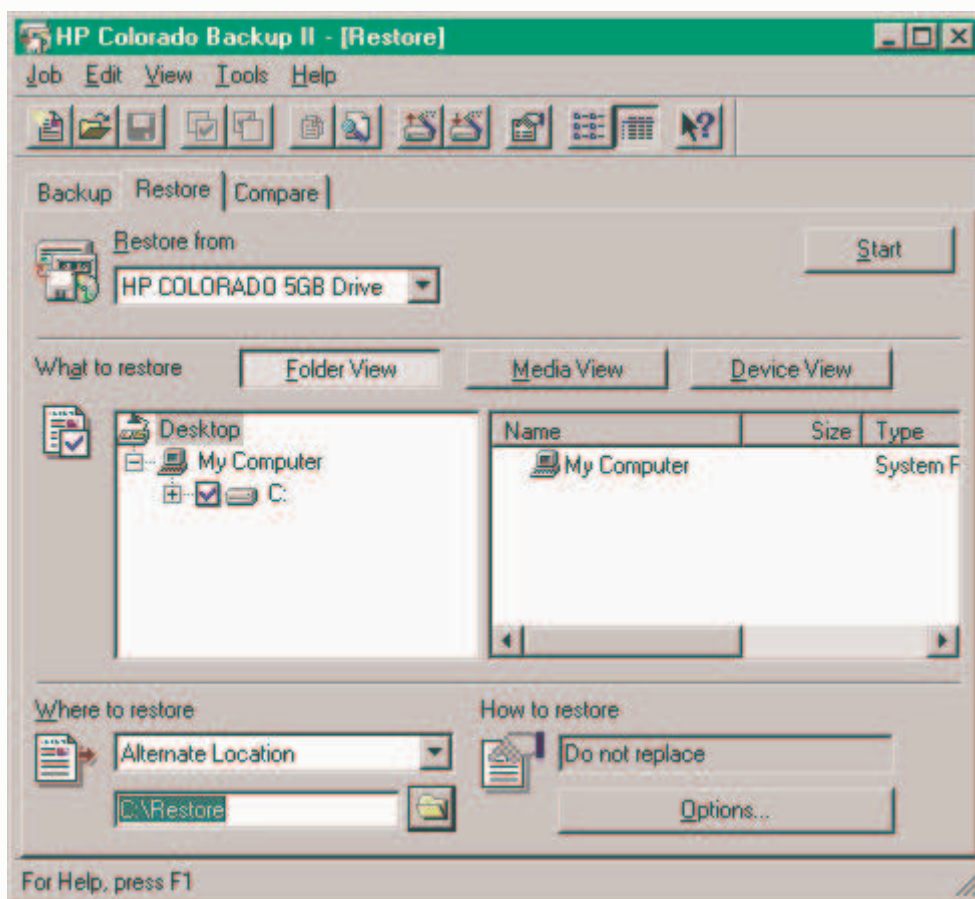 HP Colorado Backup II - [Restore]
Job Edit View Tools Help
Backup Restore Compare
Restore from
Start
HP COLORADO 5GB Drive
What to restore Folder View Media View Device View
Desktop
My Computer
C:
Name Size Type
My Computer System F
Where to restore
Alternate Location
C:\Restore
How to restore
Do not replace
Options...
For Help, press F1